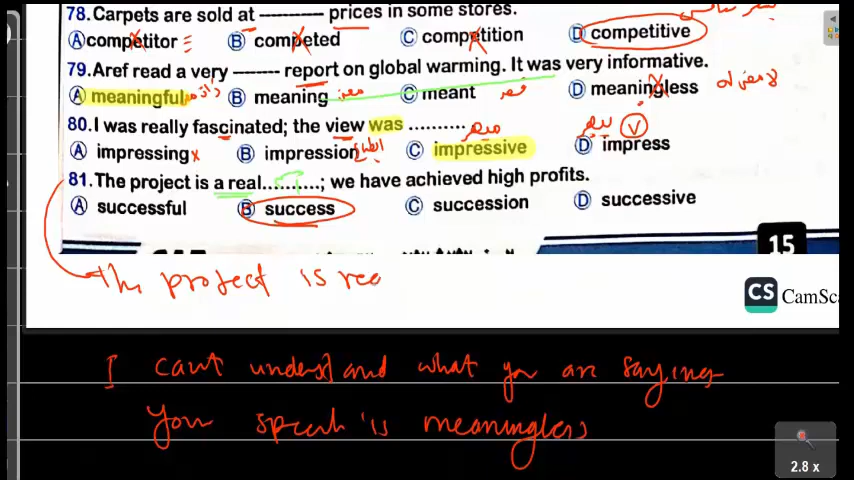 78.Carpets are sold at ---------- prices in some stores.
Ⓐcompetitor Ⓑ competed Ⓒ competition Ⓓ competitive
79.Aref read a very -------- report on global warming. It was very informative.
Ⓐ meaningful Ⓑ meaning Ⓒ meant Ⓓ meaningless
80.I was really fascinated; the view was ..........
Ⓐ impressing x Ⓑ impression Ⓒ impressive Ⓓ impress
81.The project is a real..........; we have achieved high profits.
Ⓐ successful Ⓑ success Ⓒ succession Ⓓ successive
15
The project is rea
CS CamSca
I can't understand what you are saying
Your speech is meaningless
2.8 x